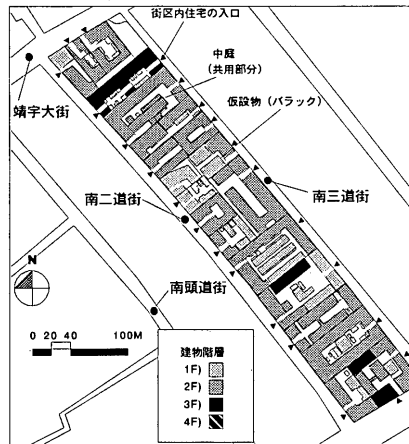 街区内住宅の入口
中庭
(共用部分)
仮設物 (バラック)
靖宇大街
南三道街
南二道街
南頭道街
N
0 20 40 100M
建物階層
1F)
2F)
3F)
4F)